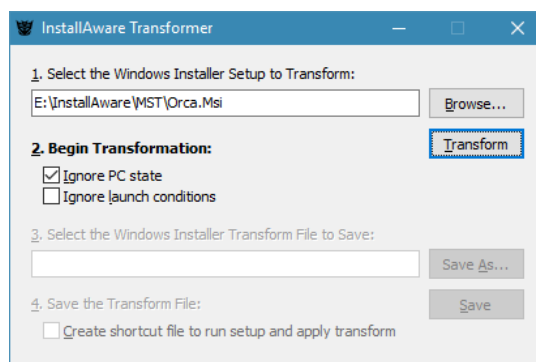 InstallAware Transformer
1. Select the Windows Installer Setup to Transform:
E:\InstallAware\MST\Orca.Msi
Browse...
2. Begin Transformation:
Transform
Ignore PC state
Ignore launch conditions
3. Select the Windows Installer Transform File to Save:
Save As...
4. Save the Transform File:
Save
Create shortcut file to run setup and apply transform